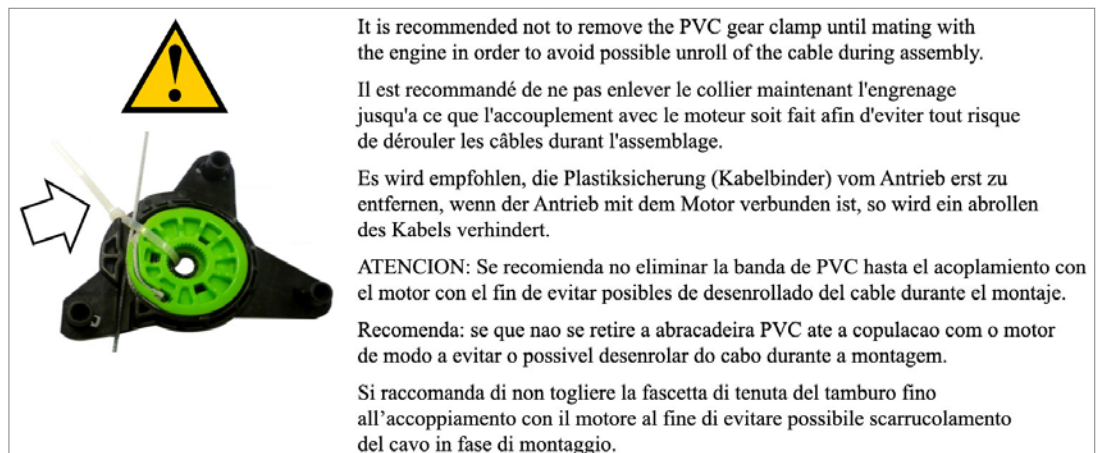 It is recommended not to remove the PVC gear clamp until mating with
the engine in order to avoid possible unroll of the cable during assembly.
Il est recommandé de ne pas enlever le collier maintenant l'engrenage
jusqu'a ce que l'accouplement avec le moteur soit fait afin d'eviter tout risque
de dérouler les câbles durant l'assemblage.
Es wird empfohlen, die Plastiksicherung (Kabelbinder) vom Antrieb erst zu
entfernen, wenn der Antrieb mit dem Motor verbunden ist, so wird ein abrollen
des Kabels verhindert.
ATENCION: Se recomienda no eliminar la banda de PVC hasta el acoplamiento con
el motor con el fin de evitar posibles de desenrollado del cable durante el montaje.
Recomenda: se que nao se retire a abracadeira PVC ate a copulacao com o motor
de modo a evitar o possivel desenrolar do cabo durante a montagem.
Si raccomanda di non togliere la fascetta di tenuta del tamburo fino
all’accoppiamento con il motore al fine di evitare possibile scarrucolamento
del cavo in fase di montaggio.